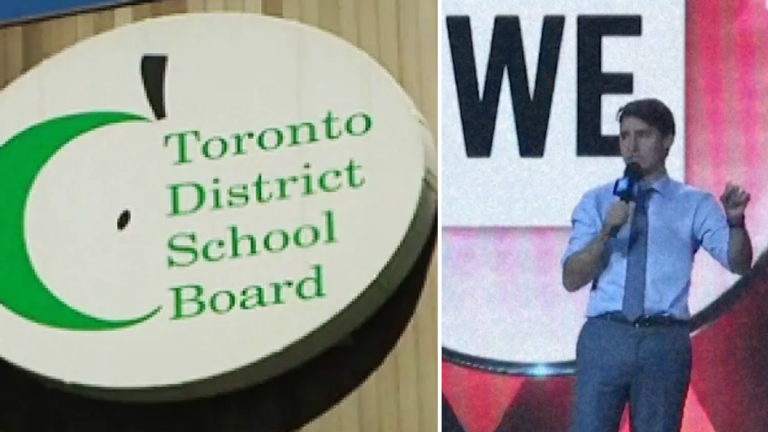 Toronto
District
School
Board
WE